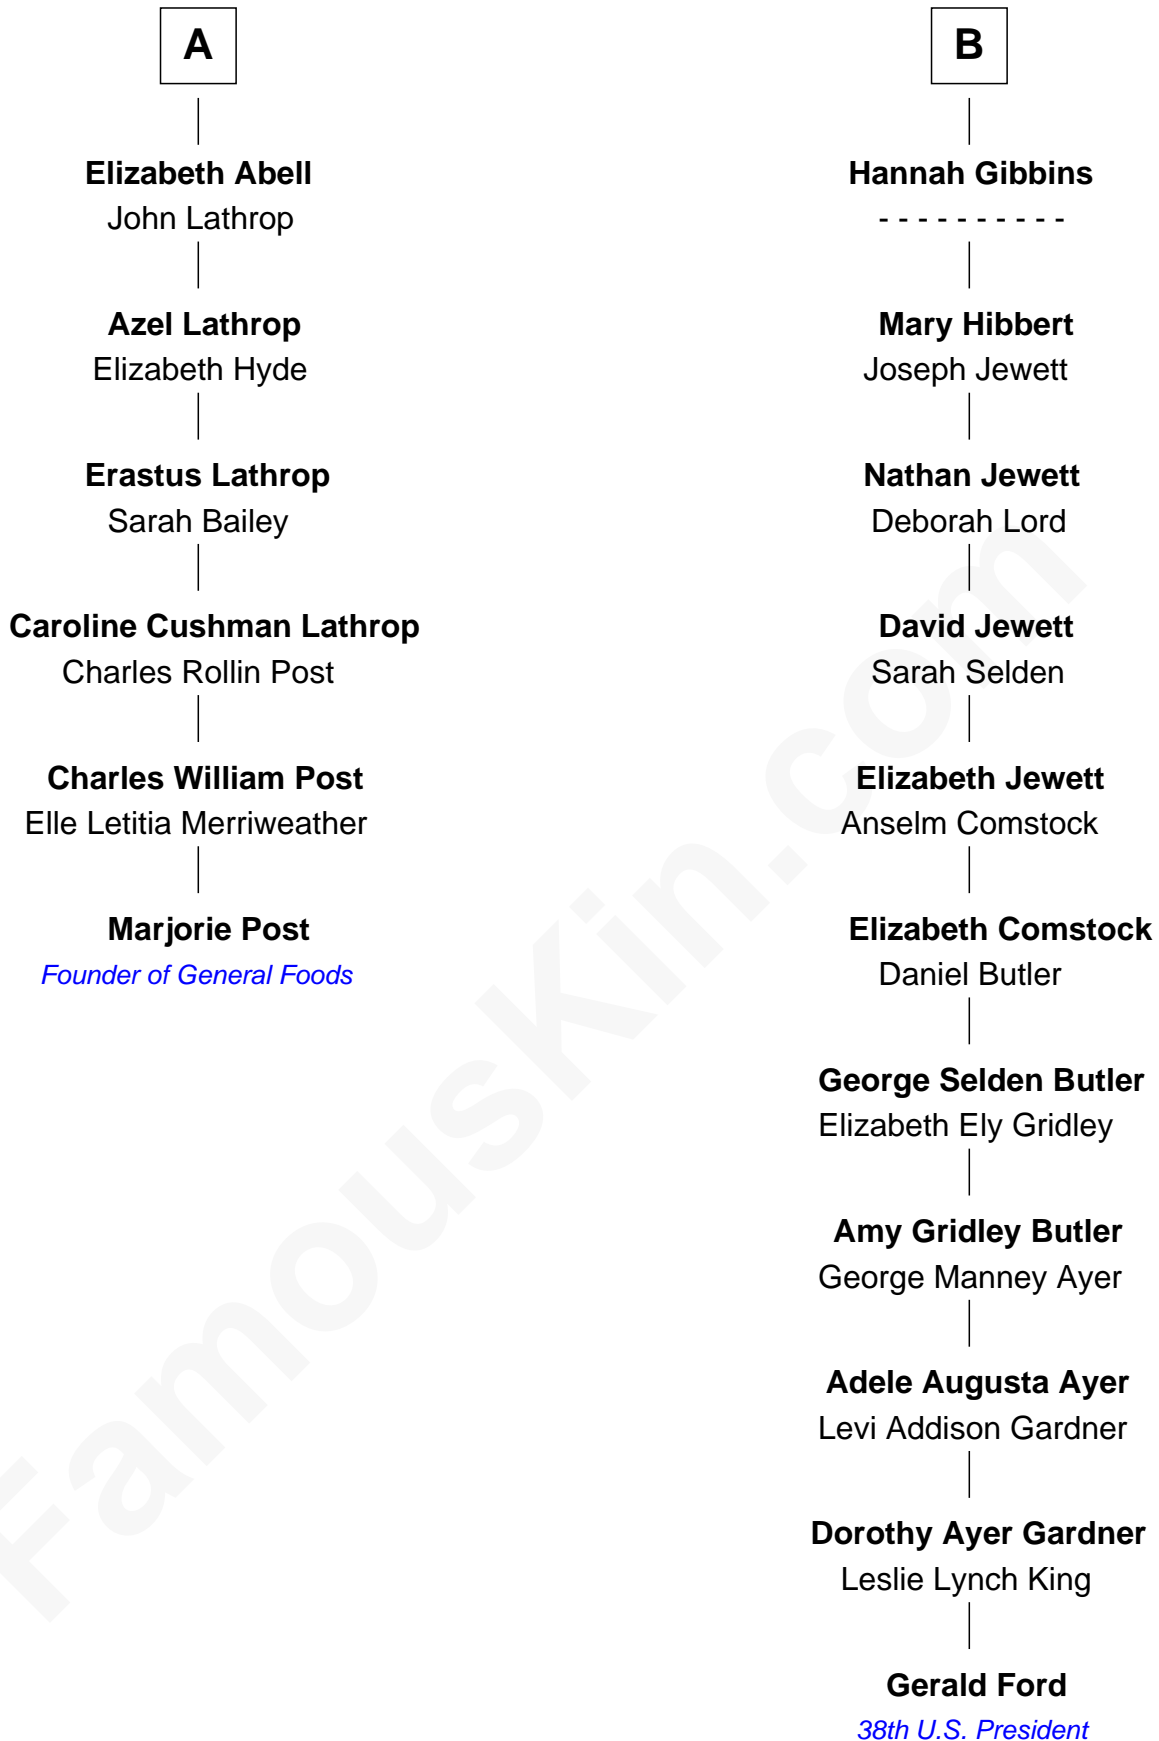 A
Elizabeth Abell
John Lathrop
Azel Lathrop
Elizabeth Hyde
Erastus Lathrop
Sarah Bailey
Caroline Cushman Lathrop
Charles Rollin Post
Charles William Post
Elle Letitia Merriweather
Marjorie Post
Founder of General Foods
B
Hannah Gibbins
- - - - - - - - - -
Mary Hibbert
Joseph Jewett
Nathan Jewett
Deborah Lord
David Jewett
Sarah Selden
Elizabeth Jewett
Anselm Comstock
Elizabeth Comstock
Daniel Butler
George Selden Butler
Elizabeth Ely Gridley
Amy Gridley Butler
George Manney Ayer
Adele Augusta Ayer
Levi Addison Gardner
Dorothy Ayer Gardner
Leslie Lynch King
Gerald Ford
38th U.S. President
FamousKin.com